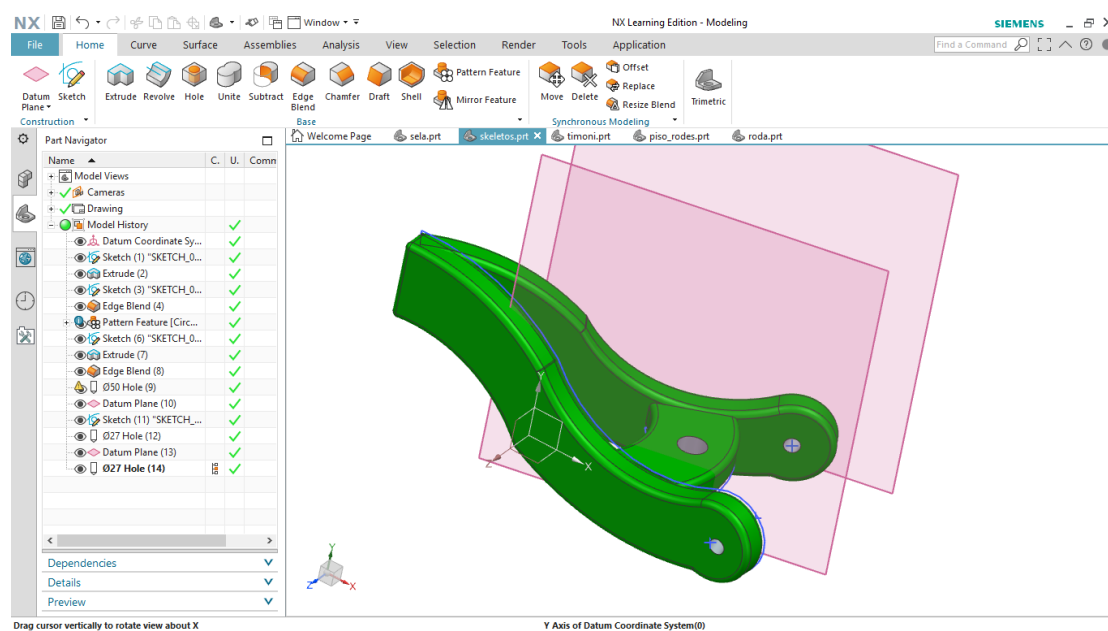 NX Window NX Learning Edition - Modeling SIEMENS
File Home Curve Surface Assemblies Analysis View Selection Render Tools Application Find a Command
Datum Plane Sketch Extrude Revolve Hole Unite Subtract Edge Blend Chamfer Draft Shell Pattern Feature Mirror Feature Move Delete Offset Replace Resize Blend Trimetric
Construction Base Synchronous Modeling
Part Navigator Welcome Page sela.prt skeletos.prt timoni.prt piso_rodes.prt roda.prt
Name C. U. Comn
Model Views
Cameras
Drawing
Model History
Datum Coordinate Sy...
Sketch (1) "SKETCH_0...
Extrude (2)
Sketch (3) "SKETCH_0...
Edge Blend (4)
Pattern Feature [Circ...
Sketch (6) "SKETCH_0...
Extrude (7)
Edge Blend (8)
Ø50 Hole (9)
Datum Plane (10)
Sketch (11) "SKETCH_...
Ø27 Hole (12)
Datum Plane (13)
Ø27 Hole (14)
Y
Z
X
Dependencies
Details
Preview
Y
Z
X
Drag cursor vertically to rotate view about X Y Axis of Datum Coordinate System(0)